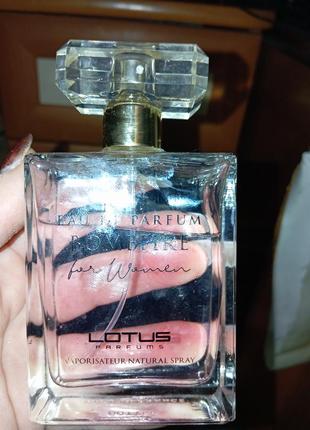 EAU DE PARFUM
for Women
LOTUS
PARFUMS
VAPORISATEUR NATURAL SPRAY